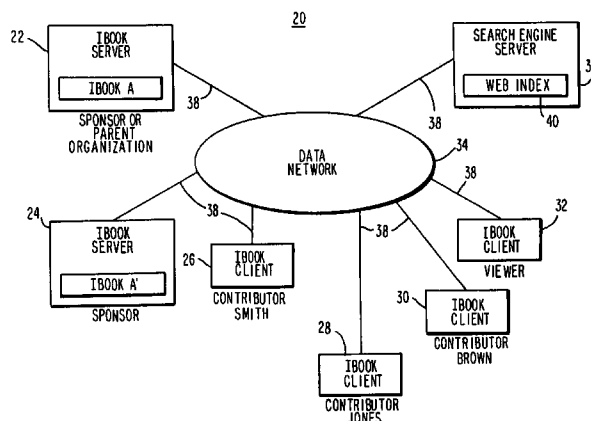 20
22
IBOOK
SERVER
IBOOK A
SPONSOR OR
PARENT
ORGANIZATION
38
SEARCH ENGINE
SERVER
WEB INDEX
40
38
DATA
NETWORK
34
24
IBOOK
SERVER
IBOOK A'
SPONSOR
38
26
IBOOK
CLIENT
CONTRIBUTOR
SMITH
38
28
IBOOK
CLIENT
CONTRIBUTOR
JONES
30
IBOOK
CLIENT
CONTRIBUTOR
BROWN
38
32
IBOOK
CLIENT
VIEWER